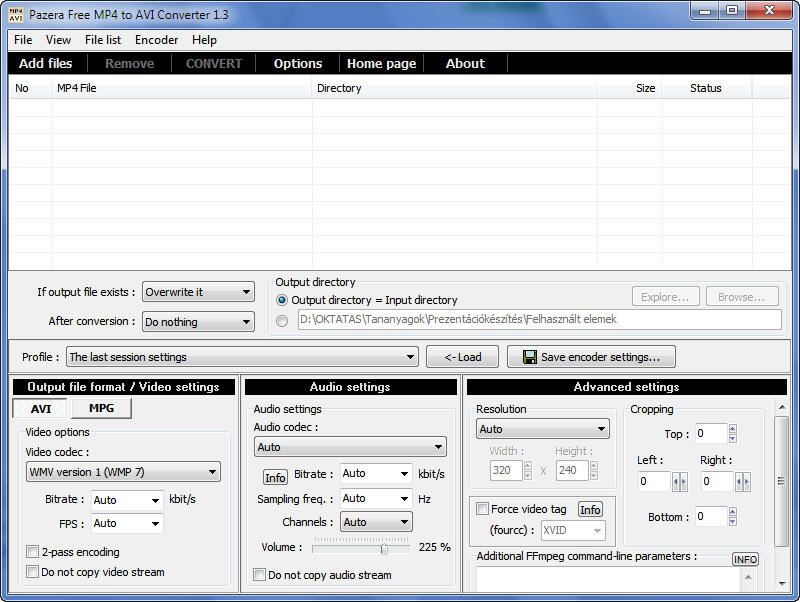 MP4 AVI Pazera Free MP4 to AVI Converter 1.3
File View File list Encoder Help
Add files Remove CONVERT Options Home page About
No MP4 File Directory Size Status
If output file exists : Overwrite it
After conversion : Do nothing
Output directory
Output directory = Input directory
Explore... Browse...
D:\OKTATAS\Tananyagok\Prezentációkészítés\Felhasznált elemek
Profile : The last session settings <- Load Save encoder settings...
Output file format / Video settings
AVI MPG
Video options
Video codec :
WMV version 1 (WMP 7)
Bitrate : Auto kbit/s
FPS : Auto
2-pass encoding
Do not copy video stream
Audio settings
Audio settings
Audio codec :
Auto
Info Bitrate : Auto kbit/s
Sampling freq. : Auto Hz
Channels : Auto
Volume : 225 %
Do not copy audio stream
Advanced settings
Resolution
Auto
Width : Height :
320 X 240
Force video tag Info
(fourcc) : XVID
Cropping
Top : 0
Left : Right :
0 0
Bottom : 0
Additional FFmpeg command-line parameters : INFO